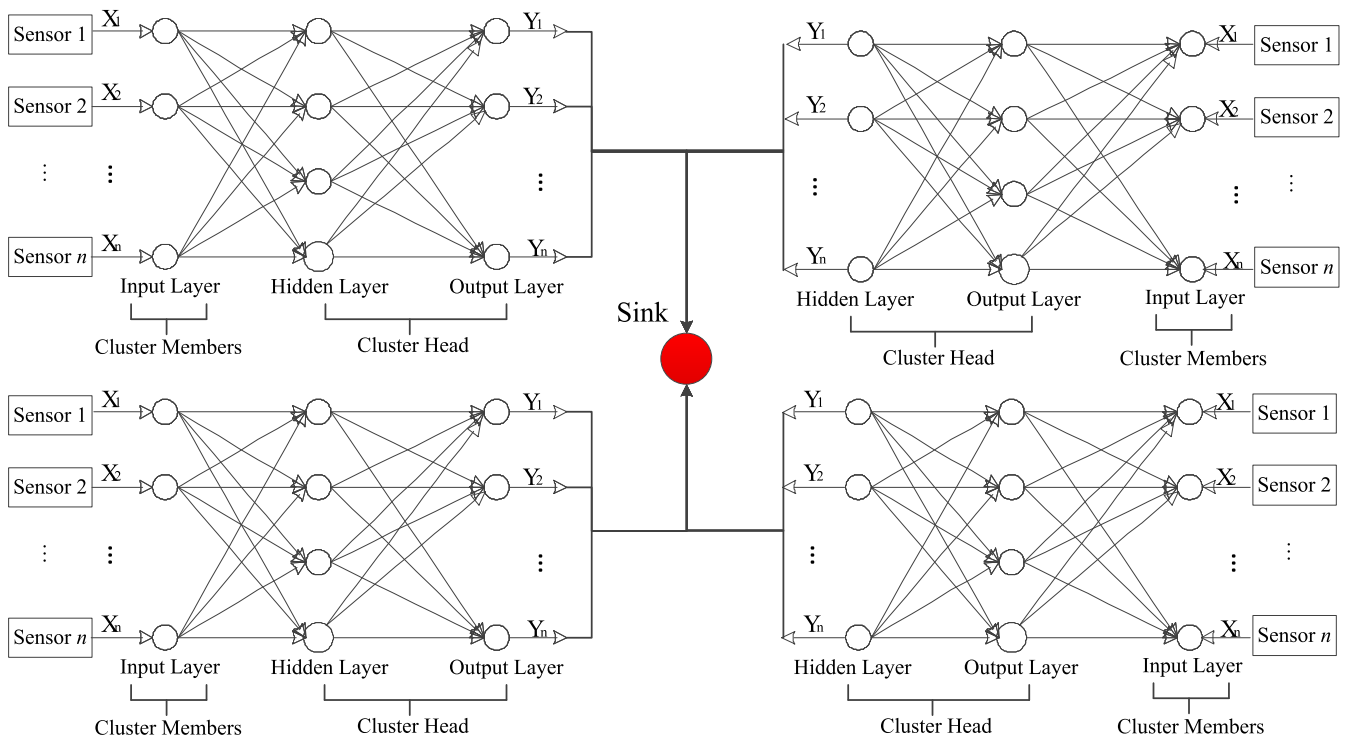 Sensor 1
X1
Y1
Sensor 2
X2
Y2
⋮
⋮
⋮
Sensor n
Xn
Yn
Input Layer
Hidden Layer
Output Layer
Cluster Members
Cluster Head
Y1
X1
Sensor 1
Y2
X2
Sensor 2
⋮
⋮
⋮
Yn
Xn
Sensor n
Hidden Layer
Output Layer
Input Layer
Cluster Head
Cluster Members
Sink
Sensor 1
X1
Y1
Sensor 2
X2
Y2
⋮
⋮
⋮
Sensor n
Xn
Yn
Input Layer
Hidden Layer
Output Layer
Cluster Members
Cluster Head
Y1
X1
Sensor 1
Y2
X2
Sensor 2
⋮
⋮
⋮
Yn
Xn
Sensor n
Hidden Layer
Output Layer
Input Layer
Cluster Head
Cluster Members